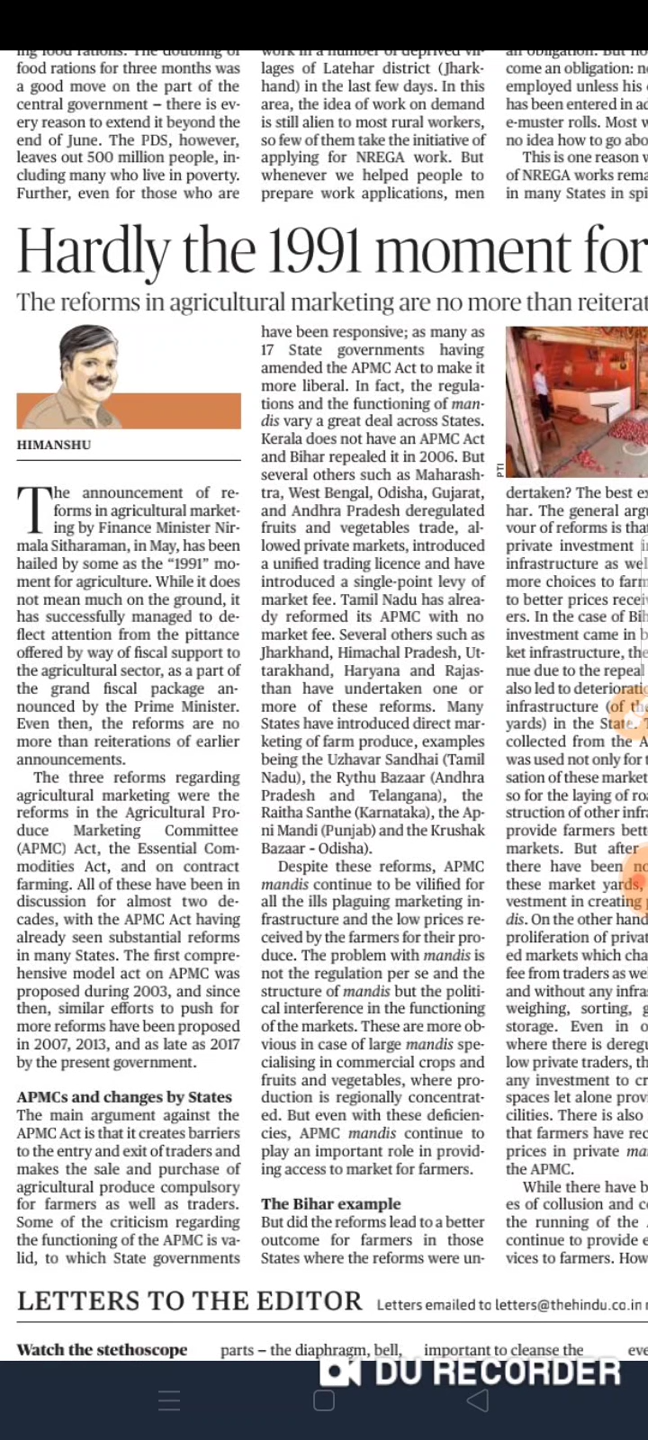 ing food rations. The doubling of
food rations for three months was
a good move on the part of the
central government – there is ev-
ery reason to extend it beyond the
end of June. The PDS, however,
leaves out 500 million people, in-
cluding many who live in poverty.
Further, even for those who are
work in a number of deprived vil-
lages of Latehar district (Jhark-
hand) in the last few days. In this
area, the idea of work on demand
is still alien to most rural workers,
so few of them take the initiative of
applying for NREGA work. But
whenever we helped people to
prepare work applications, men
an obligation. But
come an obligation:
employed unless his
has been entered in
e-muster rolls. Most
no idea how to go
This is one reason
of NREGA works
in many States in
Hardly the 1991 moment for
The reforms in agricultural marketing are no more than
HIMANSHU
The announcement of re-
forms in agricultural market-
ing by Finance Minister Nir-
mala Sitharaman, in May, has been
hailed by some as the “1991” mo-
ment for agriculture. While it does
not mean much on the ground, it
has successfully managed to de-
flect attention from the pittance
offered by way of fiscal support to
the agricultural sector, as a part of
the grand fiscal package an-
nounced by the Prime Minister.
Even then, the reforms are no
more than reiterations of earlier
announcements.
The three reforms regarding
agricultural marketing were the
reforms in the Agricultural Pro-
duce Marketing Committee
(APMC) Act, the Essential Com-
modities Act, and on contract
farming. All of these have been in
discussion for almost two de-
cades, with the APMC Act having
already seen substantial reforms
in many States. The first compre-
hensive model act on APMC was
proposed during 2003, and since
then, similar efforts to push for
more reforms have been proposed
in 2007, 2013, and as late as 2017
by the present government.
APMCs and changes by States
The main argument against the
APMC Act is that it creates barriers
to the entry and exit of traders and
makes the sale and purchase of
agricultural produce compulsory
for farmers as well as traders.
Some of the criticism regarding
the functioning of the APMC is va-
lid, to which State governments
have been responsive; as many as
17 State governments having
amended the APMC Act to make it
more liberal. In fact, the regula-
tions and the functioning of man-
dis vary a great deal across States.
Kerala does not have an APMC Act
and Bihar repealed it in 2006. But
several others such as Maharash-
tra, West Bengal, Odisha, Gujarat,
and Andhra Pradesh deregulated
fruits and vegetables trade, al-
lowed private markets, introduced
a unified trading licence and have
introduced a single-point levy of
market fee. Tamil Nadu has alrea-
dy reformed its APMC with no
market fee. Several others such as
Jharkhand, Himachal Pradesh, Ut-
tarakhand, Haryana and Rajas-
than have undertaken one or
more of these reforms. Many
States have introduced direct mar-
keting of farm produce, examples
being the Uzhavar Sandhai (Tamil
Nadu), the Rythu Bazaar (Andhra
Pradesh and Telangana), the
Raitha Santhe (Karnataka), the Ap-
ni Mandi (Punjab) and the Krushak
Bazaar - Odisha).
Despite these reforms, APMC
mandis continue to be vilified for
all the ills plaguing marketing in-
frastructure and the low prices re-
ceived by the farmers for their pro-
duce. The problem with mandis is
not the regulation per se and the
structure of mandis but the politi-
cal interference in the functioning
of the markets. These are more ob-
vious in case of large mandis spe-
cialising in commercial crops and
fruits and vegetables, where pro-
duction is regionally concentrat-
ed. But even with these deficien-
cies, APMC mandis continue to
play an important role in provid-
ing access to market for farmers.
The Bihar example
But did the reforms lead to a better
outcome for farmers in those
States where the reforms were un-
PTI
dertaken? The best
har. The general
vour of reforms is that
private investment
infrastructure as
more choices to
to better prices
ers. In the case of
investment came in
ket infrastructure, the
nue due to the repeal
also led to
infrastructure (of
yards) in the State.
collected from the
was used not only for
sation of these market
so for the laying of
struction of other
provide farmers
markets. But after
there have been
these market yards,
vestment in creating
dis. On the other hand
proliferation of
ed markets which
fee from traders as
and without any
weighing, sorting,
storage. Even in
where there is
low private traders,
any investment to
spaces let alone
cilities. There is also
that farmers have
prices in private
the APMC.
While there have
es of collusion and
the running of the
continue to provide
vices to farmers.
LETTERS TO THE EDITOR Letters emailed to letters@thehindu.co.in
Watch the stethoscope
parts – the diaphragm, bell,
important to cleanse the
DU RECORDER